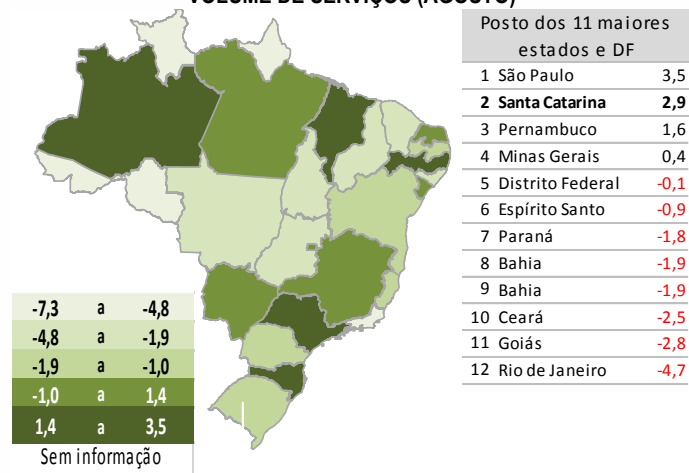 VOLUME DE SERVIÇOS (AGOSTO)
Posto dos 11 maiores
estados e DF
1 São Paulo 3,5
2 Santa Catarina 2,9
3 Pernambuco 1,6
4 Minas Gerais 0,4
5 Distrito Federal -0,1
6 Espírito Santo -0,9
7 Paraná -1,8
8 Bahia -1,9
9 Bahia -1,9
10 Ceará -2,5
11 Goiás -2,8
12 Rio de Janeiro -4,7
-7,3 a -4,8
-4,8 a -1,9
-1,9 a -1,0
-1,0 a 1,4
1,4 a 3,5
Sem informação